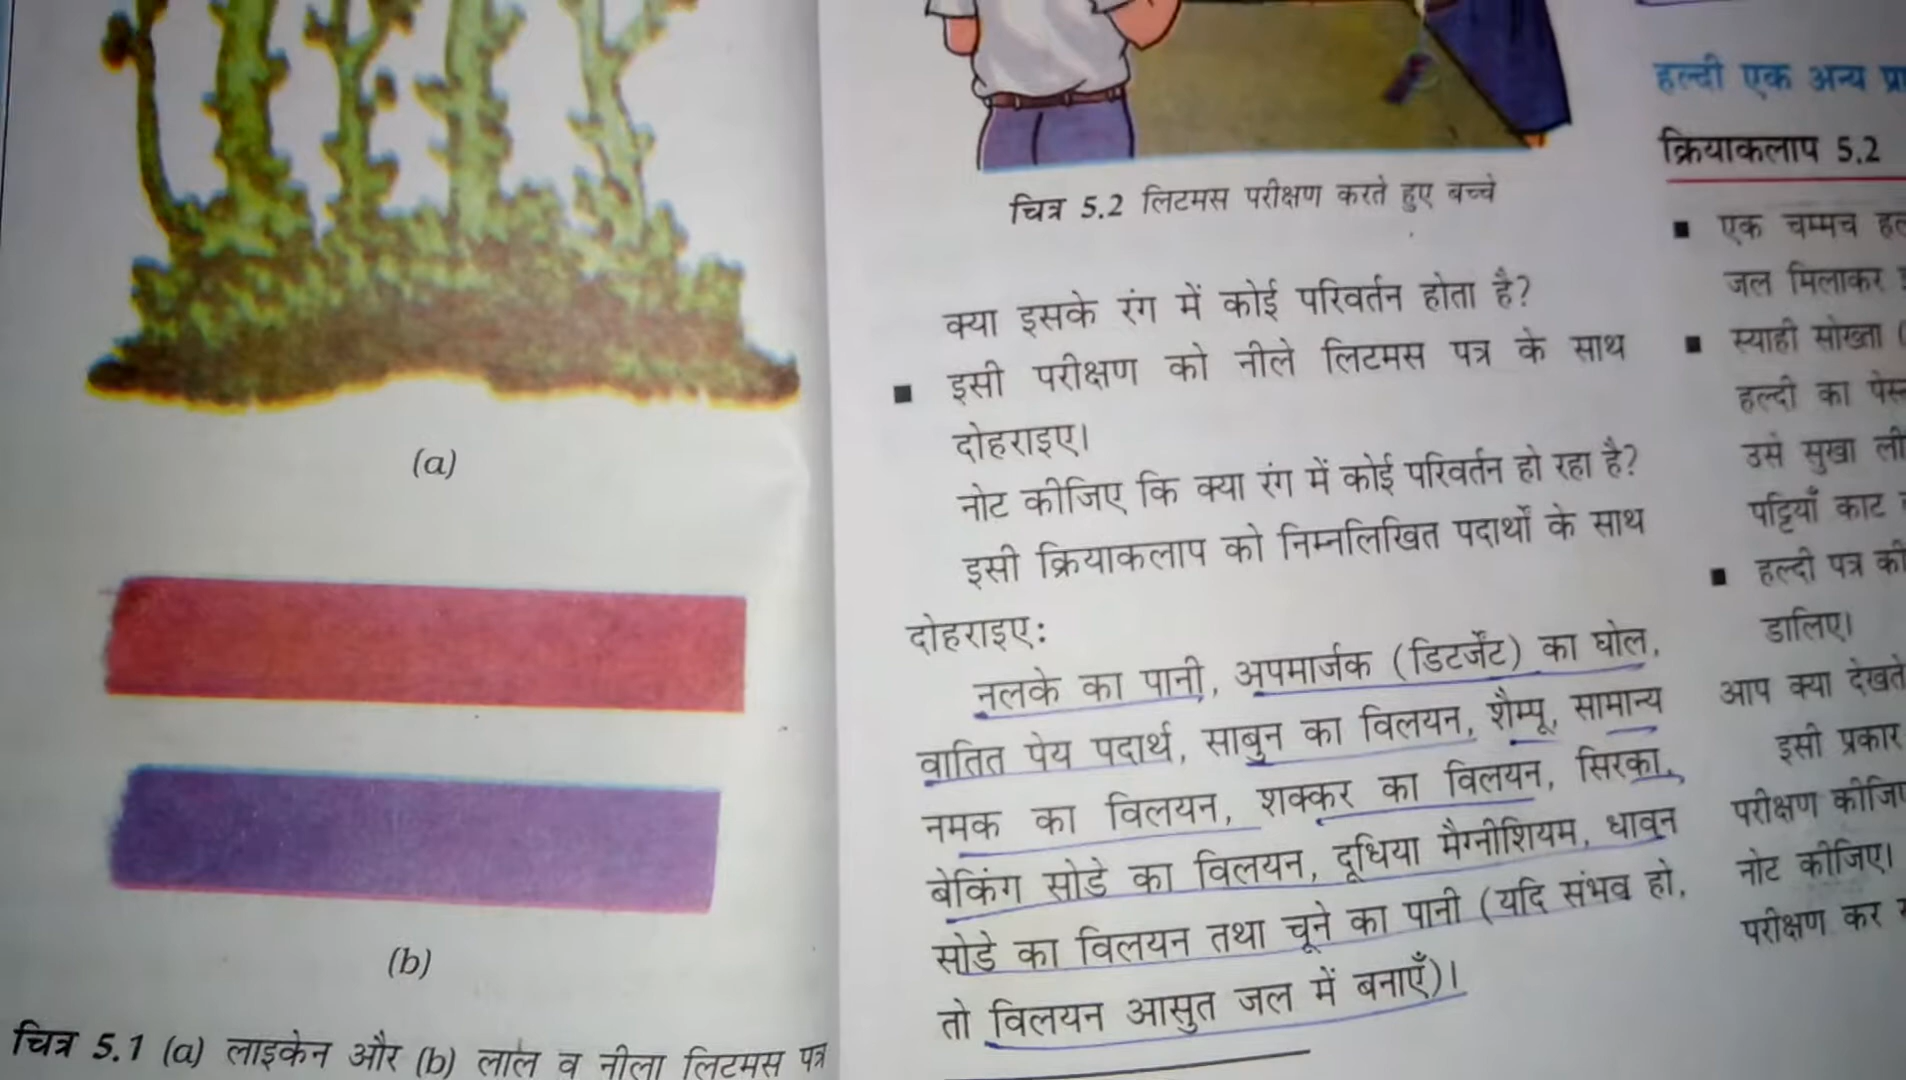 (a)
(b)
चित्र 5.1 (a) लाइकेन और (b) लाल व नीला लिटमस पत्र
चित्र 5.2 लिटमस परीक्षण करते हुए बच्चे
क्या इसके रंग में कोई परिवर्तन होता है?
■ इसी परीक्षण को नीले लिटमस पत्र के साथ
दोहराइए।
नोट कीजिए कि क्या रंग में कोई परिवर्तन हो रहा है?
इसी क्रियाकलाप को निम्नलिखित पदार्थों के साथ
दोहराइए:
नलके का पानी, अपमार्जक (डिटर्जेंट) का घोल,
वातित पेय पदार्थ, साबुन का विलयन, शैम्पू, सामान्य
नमक का विलयन, शक्कर का विलयन, सिरका,
बेकिंग सोडे का विलयन, दूधिया मैग्नीशियम, धावन
सोडे का विलयन तथा चूने का पानी (यदि संभव हो,
तो विलयन आसुत जल में बनाएँ)।
हल्दी एक अन्य
क्रियाकलाप 5.2
■ एक चम्मच
जल मिलाकर
■ स्याही सोख्ता (
हल्दी का
उसे सुखा
पट्टियाँ काट
■ हल्दी पत्र
डालिए।
आप क्या देखते
इसी प्रकार
परीक्षण
नोट कीजिए।
परीक्षण कर